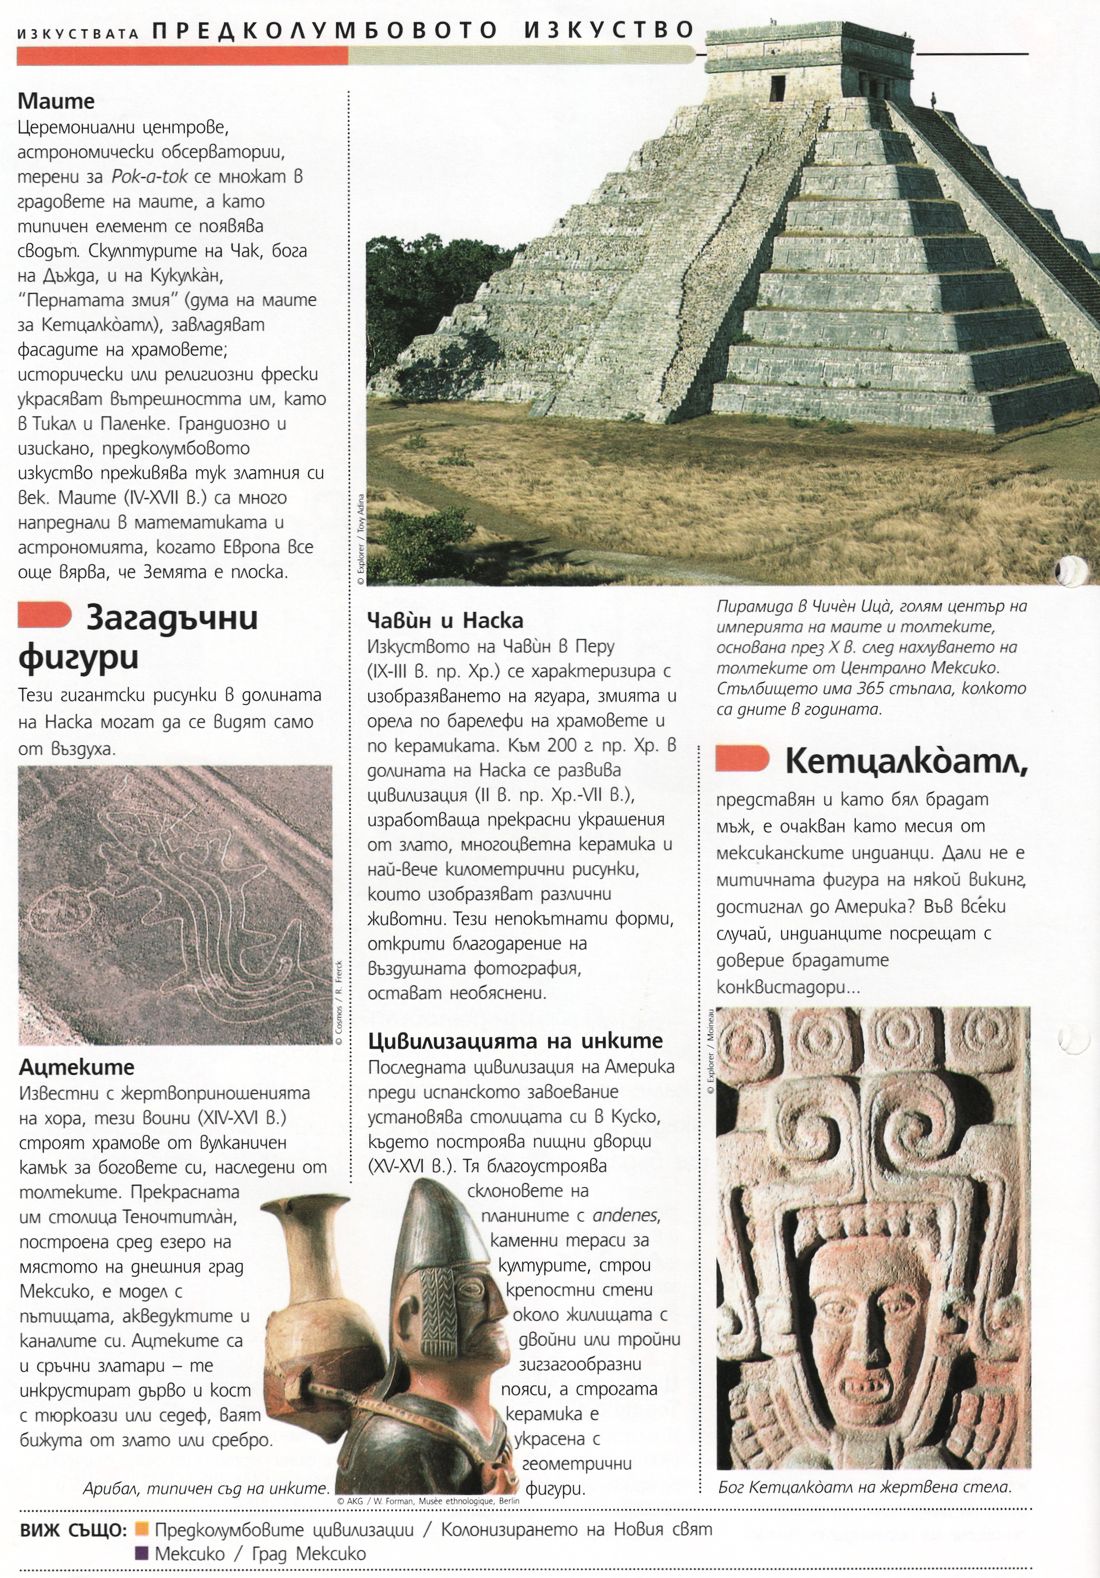 ИЗКУСТВАТА ПРЕДКОЛУМБОВОТО ИЗКУСТВО
Маите
Церемониални центрове,
астрономически обсерватории,
терени за Pok-a-tok се множат в
градовете на маите, а като
типичен елемент се появява
сводът. Скулптурите на Чак, бога
на Дъжда, и на Кукулкàн,
“Пернатата змия” (дума на маите
за Кетцалкòатл), завладяват
фасадите на храмовете;
исторически или религиозни фрески
украсяват вътрешността им, като
в Тикал и Паленке. Грандиозно и
изискано, предколумбовото
изкуство преживява тук златния си
век. Маите (IV-XVII в.) са много
напреднали в математиката и
астрономията, когато Европа все
още вярва, че Земята е плоска.
© Explorer / Tovy Adina
Загадъчни
фигури
Тези гигантски рисунки в долината
на Наска могат да се видят само
от въздуха.
© Cosmos / R. Frerck
Ацтеките
Известни с жертвоприношенията
на хора, тези воини (XIV-XVI в.)
строят храмове от вулканичен
камък за боговете си, наследени от
толтеките. Прекрасната
им столица Теночтитлàн,
построена сред езеро на
мястото на днешния град
Мексико, е модел с
пътищата, акведуктите и
каналите си. Ацтеките са
и сръчни златари – те
инкрустират дърво и кост
с тюркоази или седеф, ваят
бижута от злато или сребро.
Арибал, типичен съд на инките.
© AKG / W. Forman, Musée ethnologique, Berlin
Чавѝн и Наска
Изкуството на Чавѝн в Перу
(IX-III в. пр. Хр.) се характеризира с
изобразяването на ягуара, змията и
орела по барелефи на храмовете и
по керамиката. Към 200 г. пр. Хр. в
долината на Наска се развива
цивилизация (II в. пр. Хр.-VII в.),
изработваща прекрасни украшения
от злато, многоцветна керамика и
най-вече километрични рисунки,
които изобразяват различни
животни. Тези непокътнати форми,
открити благодарение на
въздушната фотография,
остават необяснени.
Цивилизацията на инките
Последната цивилизация на Америка
преди испанското завоевание
установява столицата си в Куско,
където построява пищни дворци
(XV-XVI в.). Тя благоустроява
склоновете на
планините с andenes,
каменни тераси за
културите, строи
крепостни стени
около жилищата с
двойни или тройни
зигзагообразни
пояси, а строгата
керамика е
украсена с
геометрични
фигури.
Пирамида в Чичèн Ицà, голям център на
империята на маите и толтеките,
основана през X в. след нахлуването на
толтеките от Централно Мексико.
Стълбището има 365 стъпала, колкото
са дните в годината.
Кетцалкòатл,
представян и като бял брадат
мъж, е очакван като месия от
мексиканските индианци. Дали не е
митичната фигура на някой викинг,
достигнал до Америка? Във всеки
случай, индианците посрещат с
доверие брадатите
конквистадори...
© Explorer / Moineau
Бог Кетцалкòатл на жертвена стела.
ВИЖ СЪЩО: Предколумбовите цивилизации / Колонизирането на Новия свят
Мексико / Град Мексико